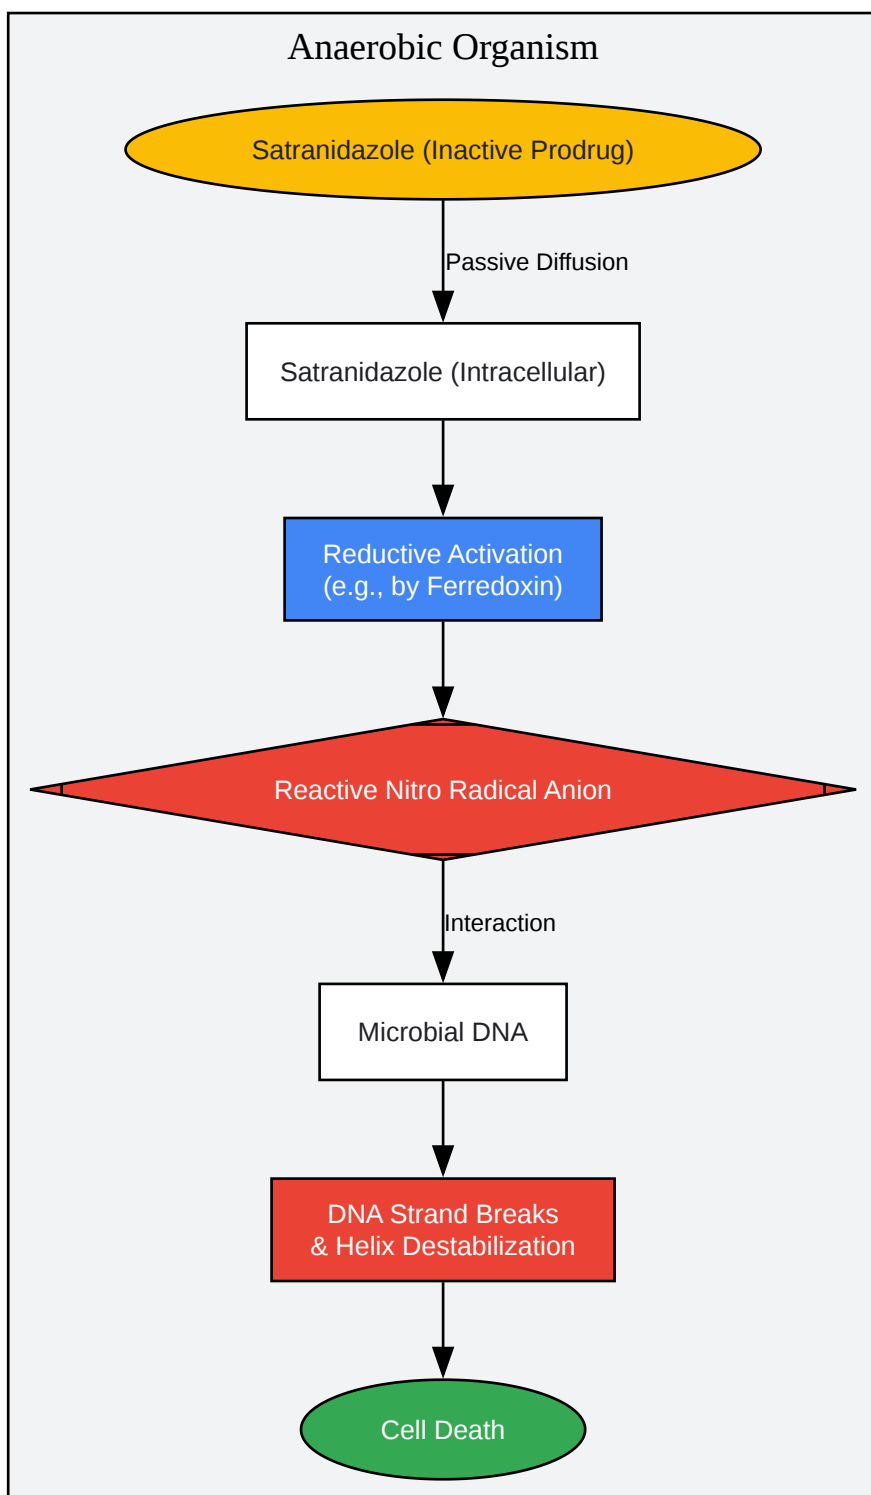 Anaerobic Organism
Satranidazole (Inactive Prodrug)
Passive Diffusion
Satranidazole (Intracellular)
Reductive Activation
(e.g., by Ferredoxin)
Reactive Nitro Radical Anion
Interaction
Microbial DNA
DNA Strand Breaks
& Helix Destabilization
Cell Death